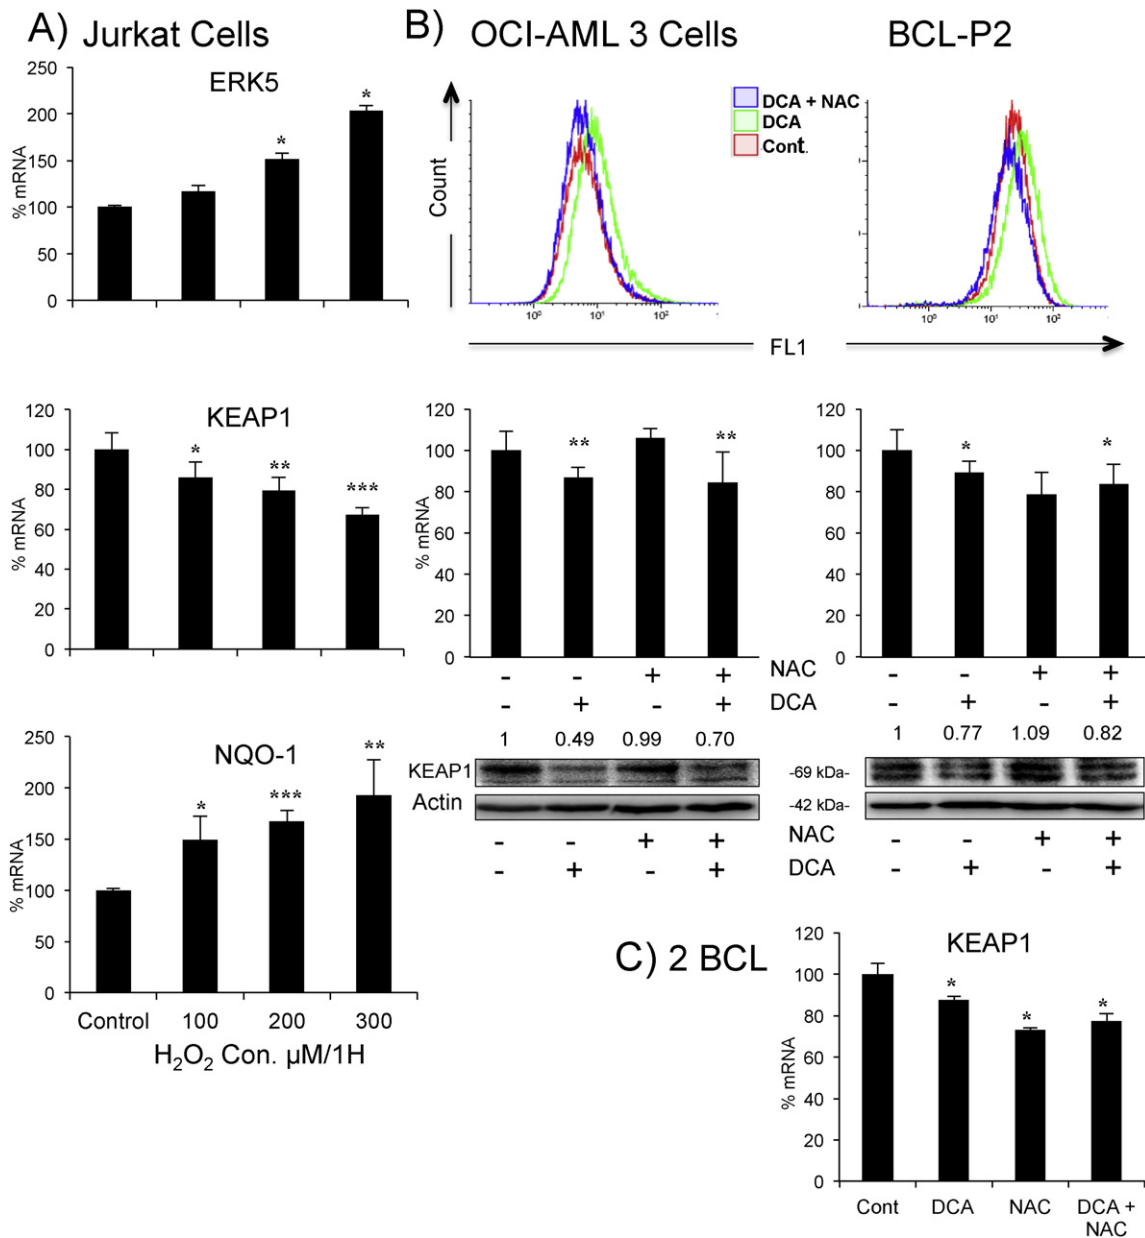 A) Jurkat Cells
ERK5
% mRNA
250
200
150
100
50
0
*
*
KEAP1
% mRNA
120
100
80
60
40
20
0
*
**
***
NQO-1
% mRNA
250
200
150
100
50
0
*
***
**
Control 100 200 300
H₂O₂ Con. µM/1H
B) OCI-AML 3 Cells BCL-P2
Count
DCA + NAC
DCA
Cont.
10⁰ 10¹ 10²
10⁰ 10¹ 10²
FL1
% mRNA
120
100
80
60
40
20
0
**
**
% mRNA
120
100
80
60
40
20
0
*
*
- - + + NAC - - + +
- + - + DCA - + - +
1 0.49 0.99 0.70 1 0.77 1.09 0.82
KEAP1 -69 kDa-
Actin -42 kDa-
- - + + NAC - - + +
- + - + DCA - + - +
C) 2 BCL
KEAP1
% mRNA
120
100
80
60
40
20
0
*
*
*
Cont DCA NAC DCA +
NAC